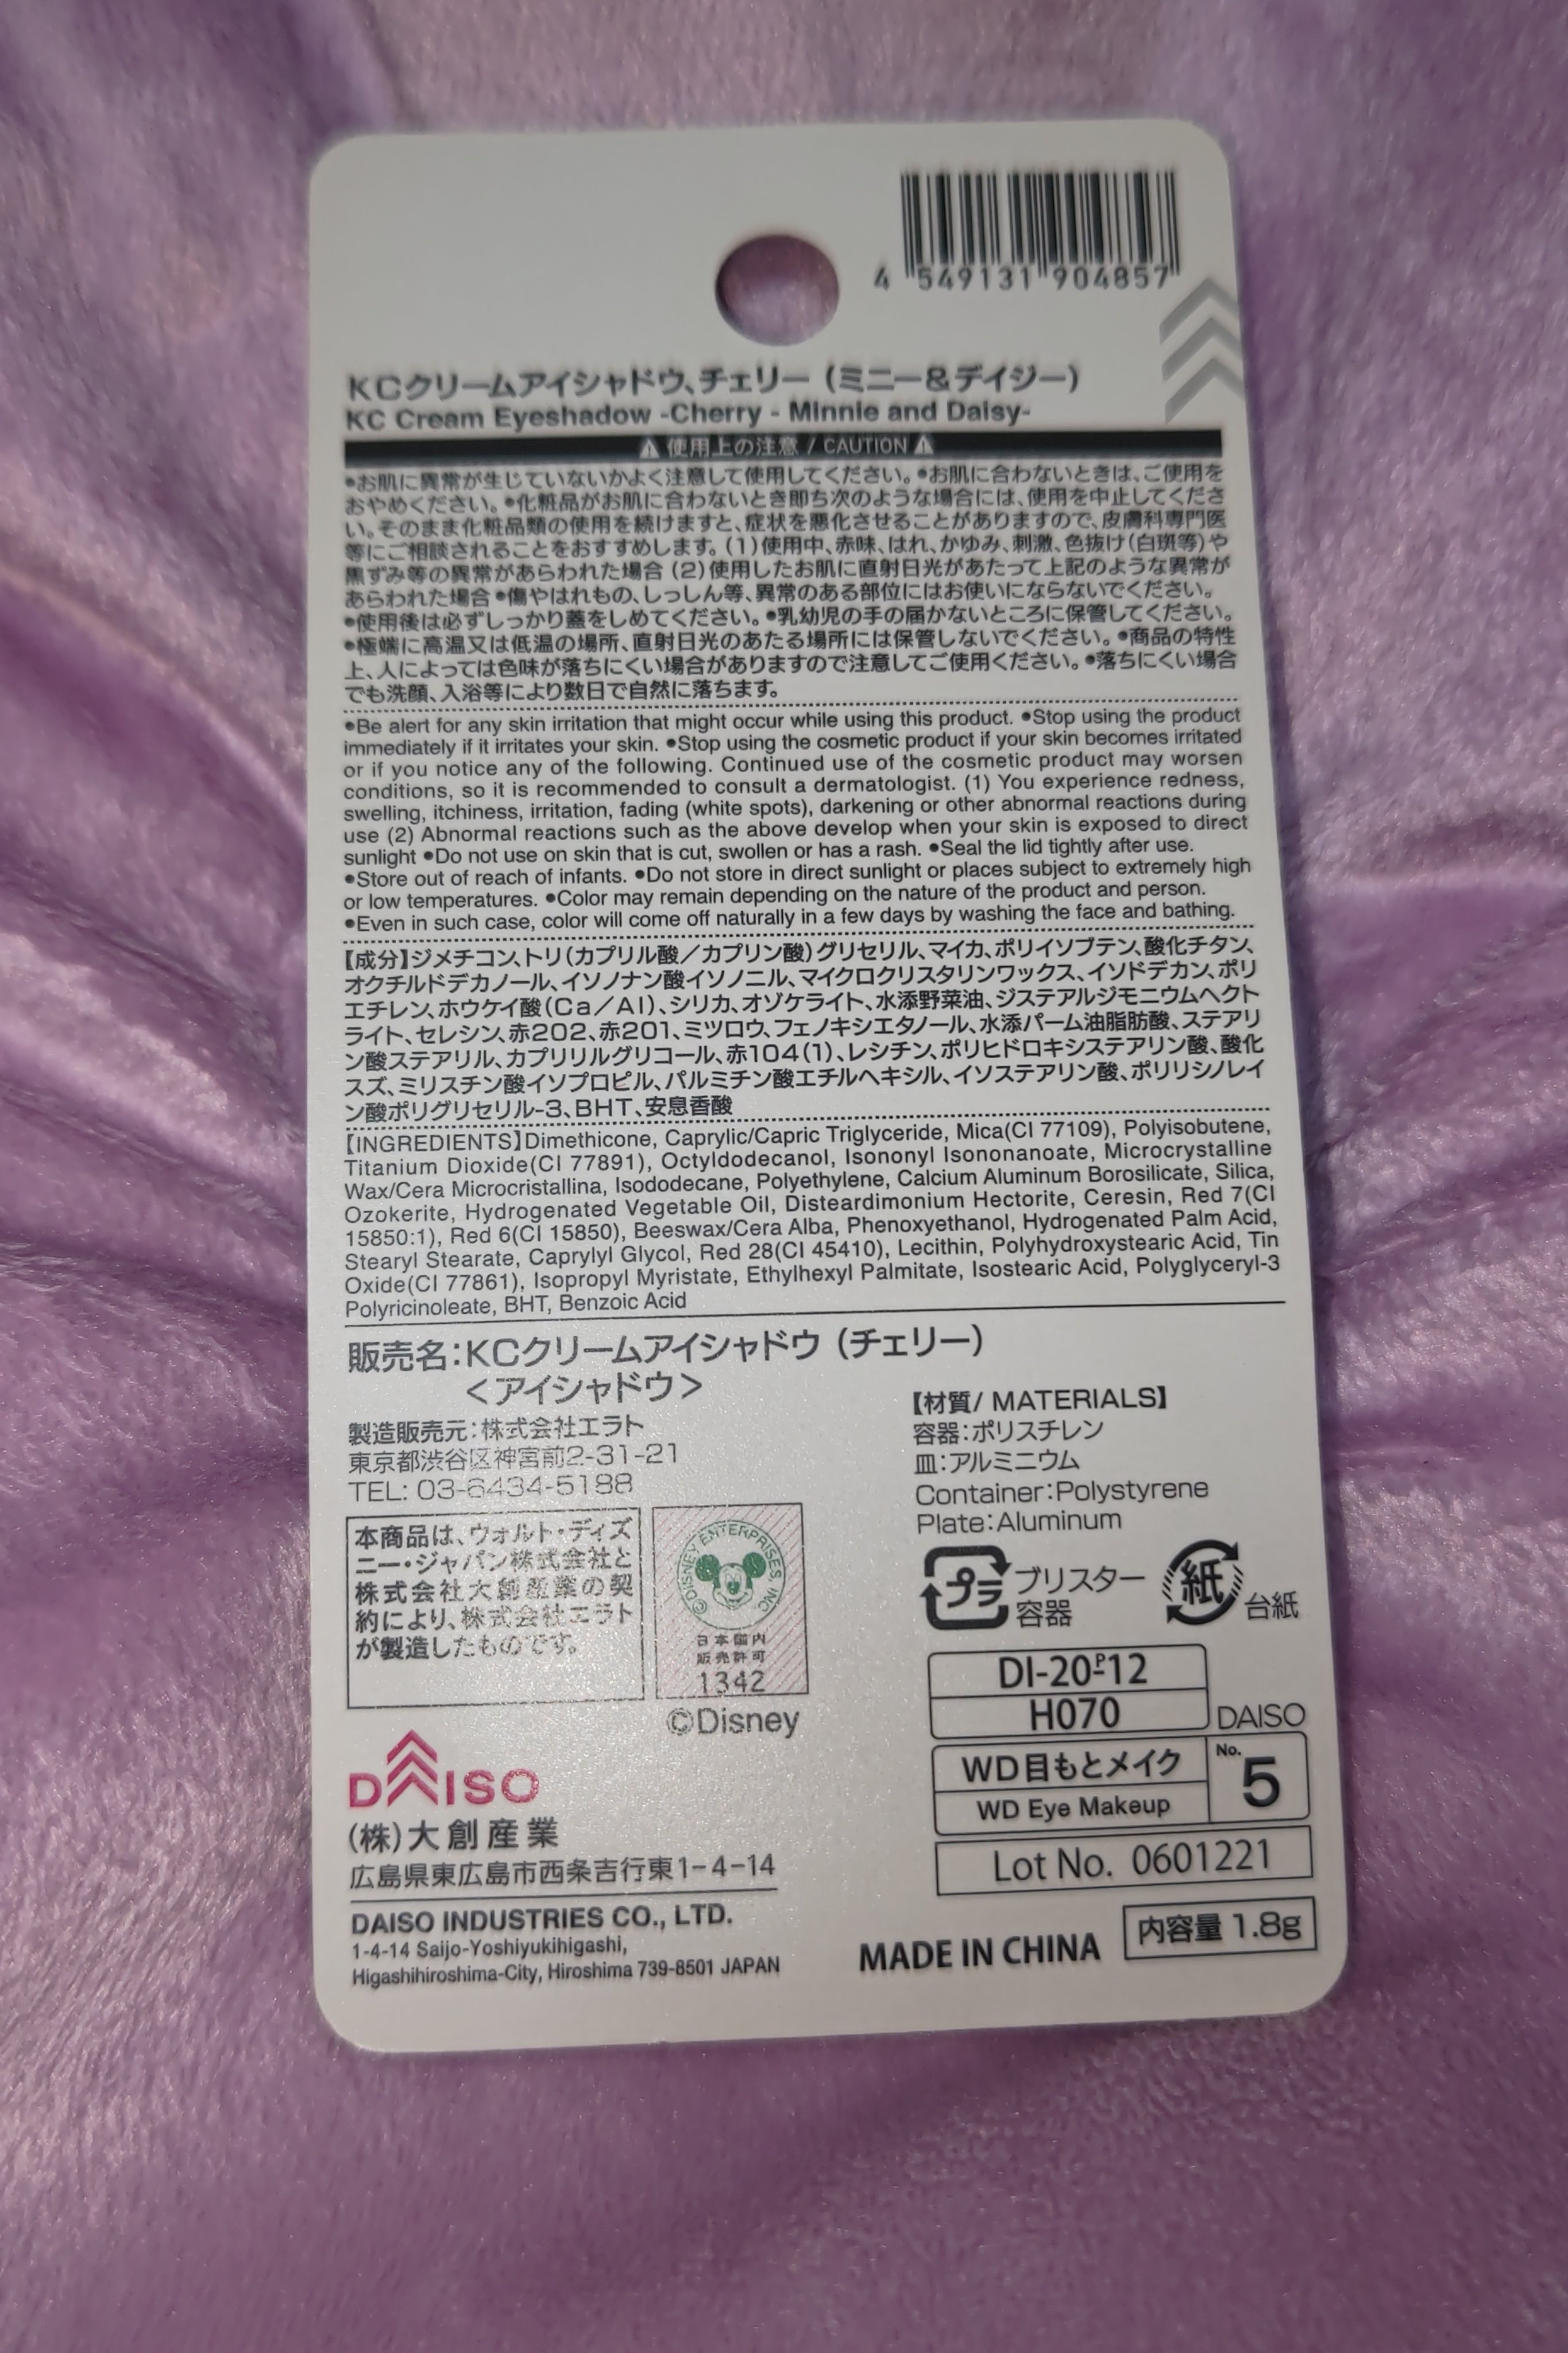 4 549131 904857
KCクリームアイシャドウ、チェリー（ミニー＆デイジー）
KC Cream Eyeshadow -Cherry - Minnie and Daisy-
使用上の注意 / CAUTION
●お肌に異常が生じていないかよく注意して使用してください。●お肌に合わないときは、ご使用を
おやめください。●化粧品がお肌に合わないとき即ち次のような場合には、使用を中止してくださ
い。そのまま化粧品類の使用を続けますと、症状を悪化させることがありますので、皮膚科専門医
等にご相談されることをおすすめします。（1）使用中、赤味、はれ、かゆみ、刺激、色抜け（白斑等）や
黒ずみ等の異常があらわれた場合（2）使用したお肌に直射日光があたって上記のような異常が
あらわれた場合●傷やはれもの、しっしん等、異常のある部位にはお使いにならないでください。
●使用後は必ずしっかり蓋をしめてください。●乳幼児の手の届かないところに保管してください。
●極端に高温又は低温の場所、直射日光のあたる場所には保管しないでください。●商品の特性
上、人によっては色味が落ちにくい場合がありますので注意してご使用ください。●落ちにくい場合
でも洗顔、入浴等により数日で自然に落ちます。
●Be alert for any skin irritation that might occur while using this product. ●Stop using the product
immediately if it irritates your skin. ●Stop using the cosmetic product if your skin becomes irritated
or if you notice any of the following. Continued use of the cosmetic product may worsen
conditions, so it is recommended to consult a dermatologist. (1) You experience redness,
swelling, itchiness, irritation, fading (white spots), darkening or other abnormal reactions during
use (2) Abnormal reactions such as the above develop when your skin is exposed to direct
sunlight ●Do not use on skin that is cut, swollen or has a rash. ●Seal the lid tightly after use.
●Store out of reach of infants. ●Do not store in direct sunlight or places subject to extremely high
or low temperatures. ●Color may remain depending on the nature of the product and person.
●Even in such case, color will come off naturally in a few days by washing the face and bathing.
【成分】ジメチコン、トリ（カプリル酸／カプリン酸）グリセリル、マイカ、ポリイソブテン、酸化チタン、
オクチルドデカノール、イソノナン酸イソノニル、マイクロクリスタリンワックス、イソドデカン、ポリ
エチレン、ホウケイ酸（Ca／Al）、シリカ、オゾケライト、水添野菜油、ジステアルジモニウムヘクト
ライト、セレシン、赤202、赤201、ミツロウ、フェノキシエタノール、水添パーム油脂肪酸、ステアリ
ン酸ステアリル、カプリリルグリコール、赤104（1）、レシチン、ポリヒドロキシステアリン酸、酸化
スズ、ミリスチン酸イソプロピル、パルミチン酸エチルヘキシル、イソステアリン酸、ポリリシノレイ
ン酸ポリグリセリル-3、BHT、安息香酸
【INGREDIENTS】Dimethicone, Caprylic/Capric Triglyceride, Mica(CI 77109), Polyisobutene,
Titanium Dioxide(CI 77891), Octyldodecanol, Isononyl Isononanoate, Microcrystalline
Wax/Cera Microcristallina, Isododecane, Polyethylene, Calcium Aluminum Borosilicate, Silica,
Ozokerite, Hydrogenated Vegetable Oil, Disteardimonium Hectorite, Ceresin, Red 7(CI
15850:1), Red 6(CI 15850), Beeswax/Cera Alba, Phenoxyethanol, Hydrogenated Palm Acid,
Stearyl Stearate, Caprylyl Glycol, Red 28(CI 45410), Lecithin, Polyhydroxystearic Acid, Tin
Oxide(CI 77861), Isopropyl Myristate, Ethylhexyl Palmitate, Isostearic Acid, Polyglyceryl-3
Polyricinoleate, BHT, Benzoic Acid
販売名：KCクリームアイシャドウ（チェリー）
＜アイシャドウ＞
製造販売元：株式会社エラト
東京都渋谷区神宮前2-31-21
TEL: 03-6434-5188
本商品は、ウォルト・ディズ
ニー・ジャパン株式会社と
株式会社大創産業の契
約により、株式会社エラト
が製造したものです。
©DISNEY ENTERPRISES, INC
日本国内
販売許可
1342
©Disney
【材質/ MATERIALS】
容器：ポリスチレン
皿：アルミニウム
Container：Polystyrene
Plate：Aluminum
プラ ブリスター
容器
紙 台紙
DI-20-P-12
H070
DAISO
WD目もとメイク
WD Eye Makeup
No.
5
Lot No. 0601221
DAISO
(株)大創産業
広島県東広島市西条吉行東1-4-14
DAISO INDUSTRIES CO., LTD.
1-4-14 Saijo-Yoshiyukihigashi,
Higashihiroshima-City, Hiroshima 739-8501 JAPAN
MADE IN CHINA
内容量 1.8g